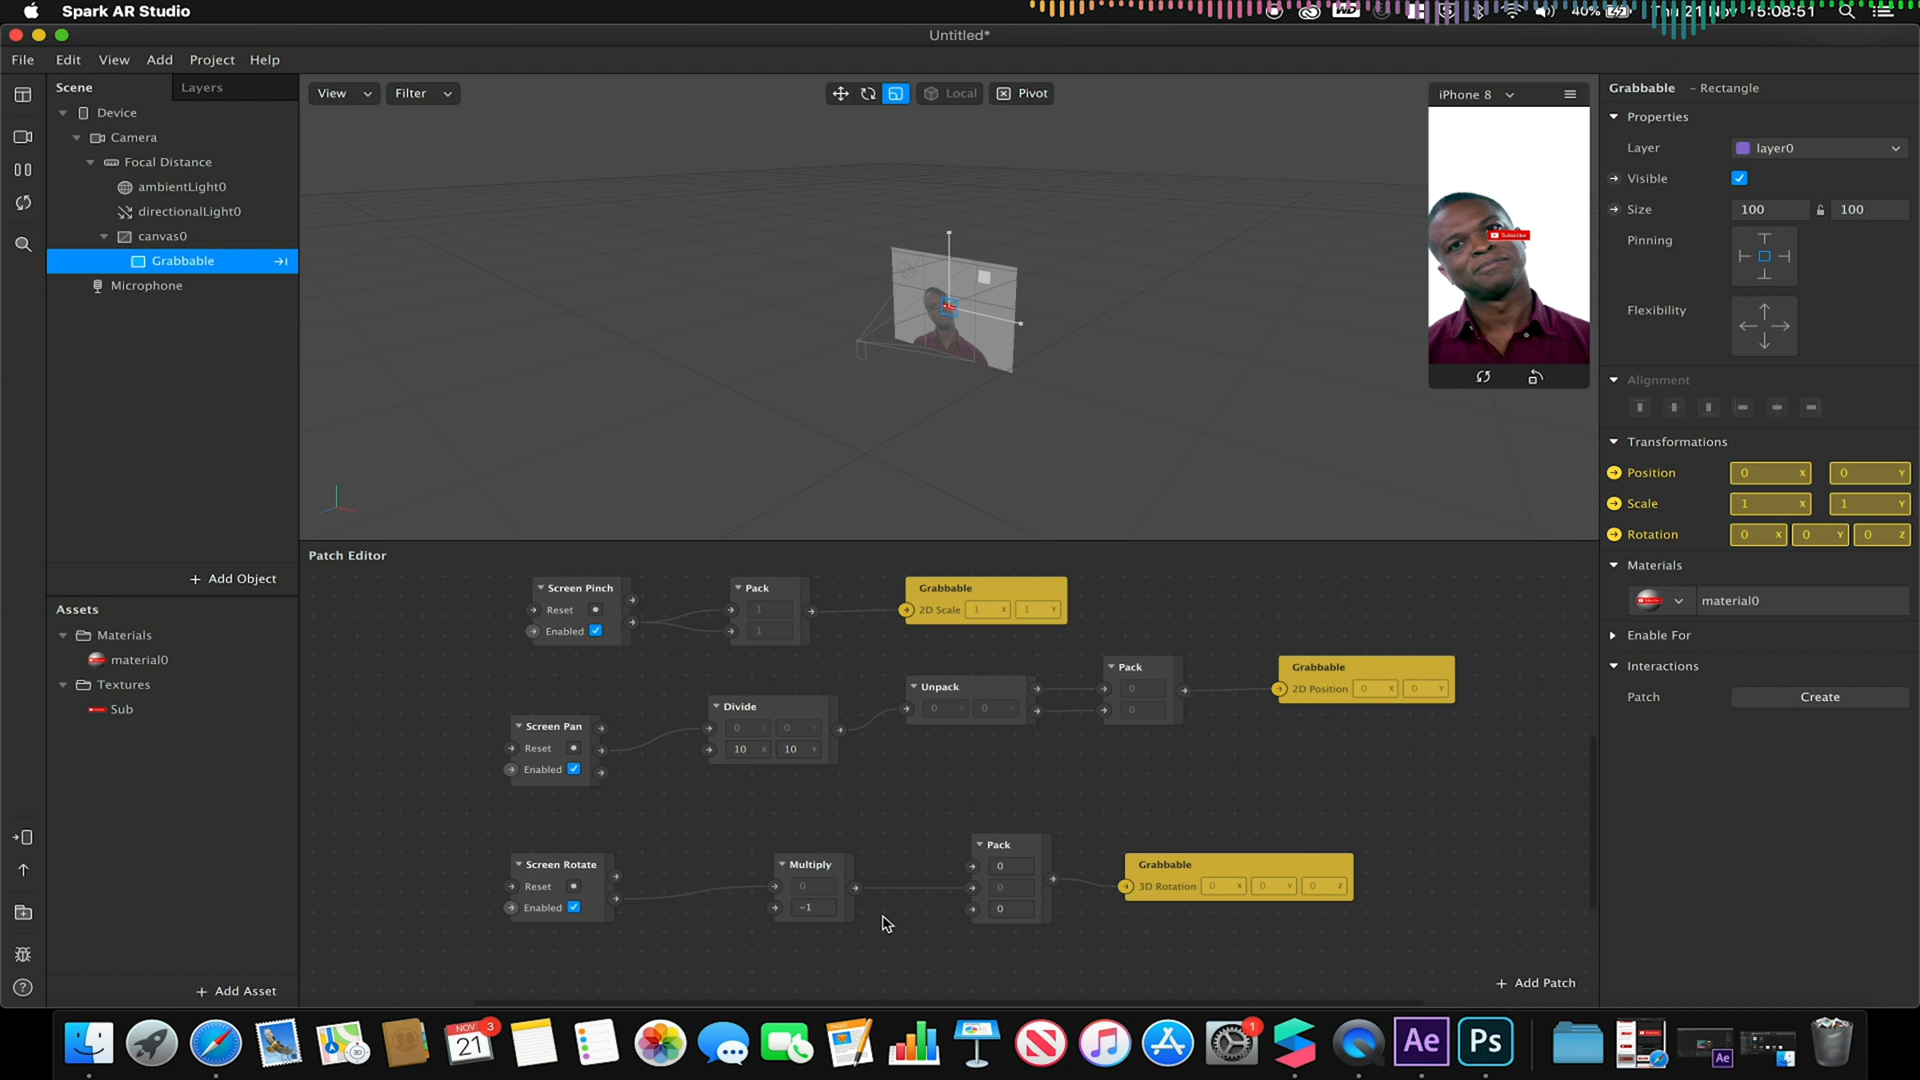 Spark AR Studio
40%
Thu 21 Nov 15:08:51
Untitled*
File Edit View Add Project Help
Scene
Layers
Device
Camera
Focal Distance
ambientLight0
directionalLight0
canvas0
Grabbable
Microphone
+ Add Object
Assets
Materials
material0
Textures
Sub
+ Add Asset
View
Filter
Local
Pivot
iPhone 8
Subscribe
Patch Editor
Screen Pinch
Reset
Enabled
Pack
1
1
Grabbable
2D Scale 1 X 1 Y
Screen Pan
Reset
Enabled
Divide
0 X 0 Y
10 X 10 Y
Unpack
0 X 0 Y
Pack
0
0
Grabbable
2D Position 0 X 0 Y
Screen Rotate
Reset
Enabled
Multiply
0
-1
Pack
0
0
0
Grabbable
3D Rotation 0 X 0 Y 0 Z
+ Add Patch
Grabbable - Rectangle
Properties
Layer layer0
Visible
Size 100 100
Pinning
Flexibility
Alignment
Transformations
Position 0 X 0 Y
Scale 1 X 1 Y
Rotation 0 X 0 Y 0 Z
Materials
material0
Enable For
Interactions
Patch Create
NOV 3
21
1
Ae
Ps
Ae